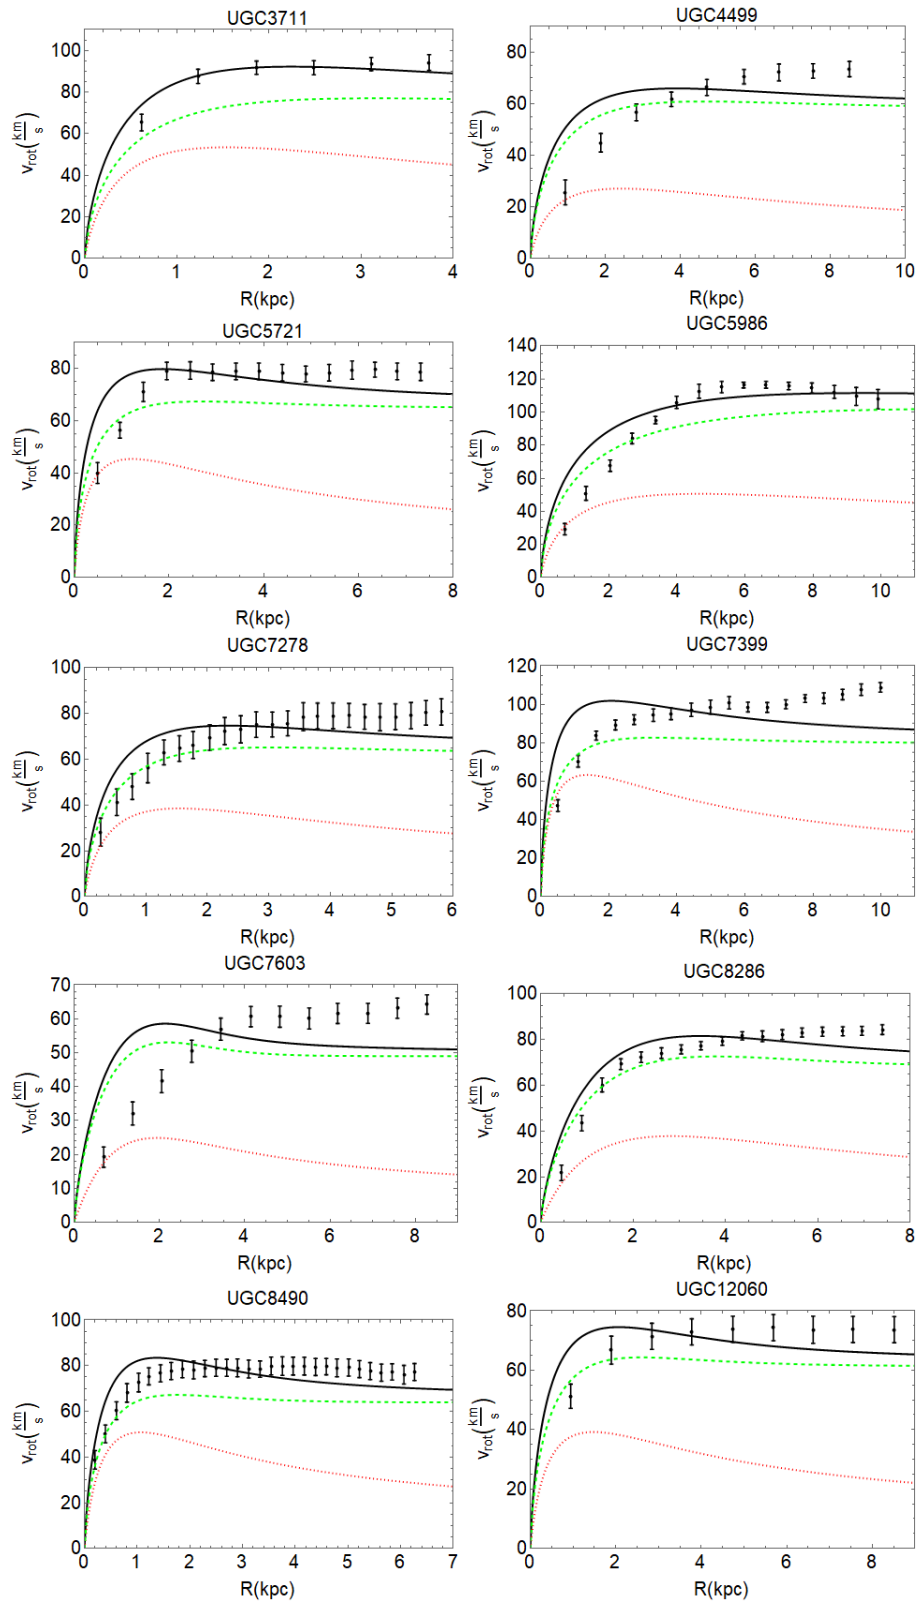 UGC3711
100
80
60
40
20
0
v_rot(km/s)
0 1 2 3 4
R(kpc)
UGC4499
80
60
40
20
0
v_rot(km/s)
0 2 4 6 8 10
R(kpc)
UGC5721
80
60
40
20
0
v_rot(km/s)
0 2 4 6 8
R(kpc)
UGC5986
140
120
100
80
60
40
20
0
v_rot(km/s)
0 2 4 6 8 10
R(kpc)
UGC7278
100
80
60
40
20
0
v_rot(km/s)
0 1 2 3 4 5 6
R(kpc)
UGC7399
120
100
80
60
40
20
0
v_rot(km/s)
0 2 4 6 8 10
R(kpc)
UGC7603
70
60
50
40
30
20
10
0
v_rot(km/s)
0 2 4 6 8
R(kpc)
UGC8286
100
80
60
40
20
0
v_rot(km/s)
0 2 4 6 8
R(kpc)
UGC8490
100
80
60
40
20
0
v_rot(km/s)
0 1 2 3 4 5 6 7
R(kpc)
UGC12060
80
60
40
20
0
v_rot(km/s)
0 2 4 6 8
R(kpc)